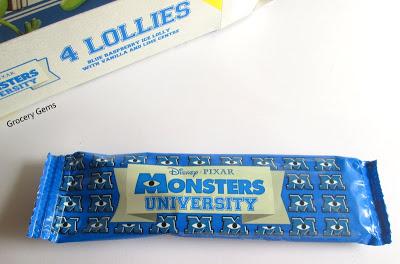 4 LOLLIES
BLUE RASPBERRY ICE LOLLY
WITH VANILLA AND LIME CENTRE
PIXAR
MONSTERS
UNIVERSITY
Grocery Gems
Disney • PIXAR
MONSTERS
UNIVERSITY